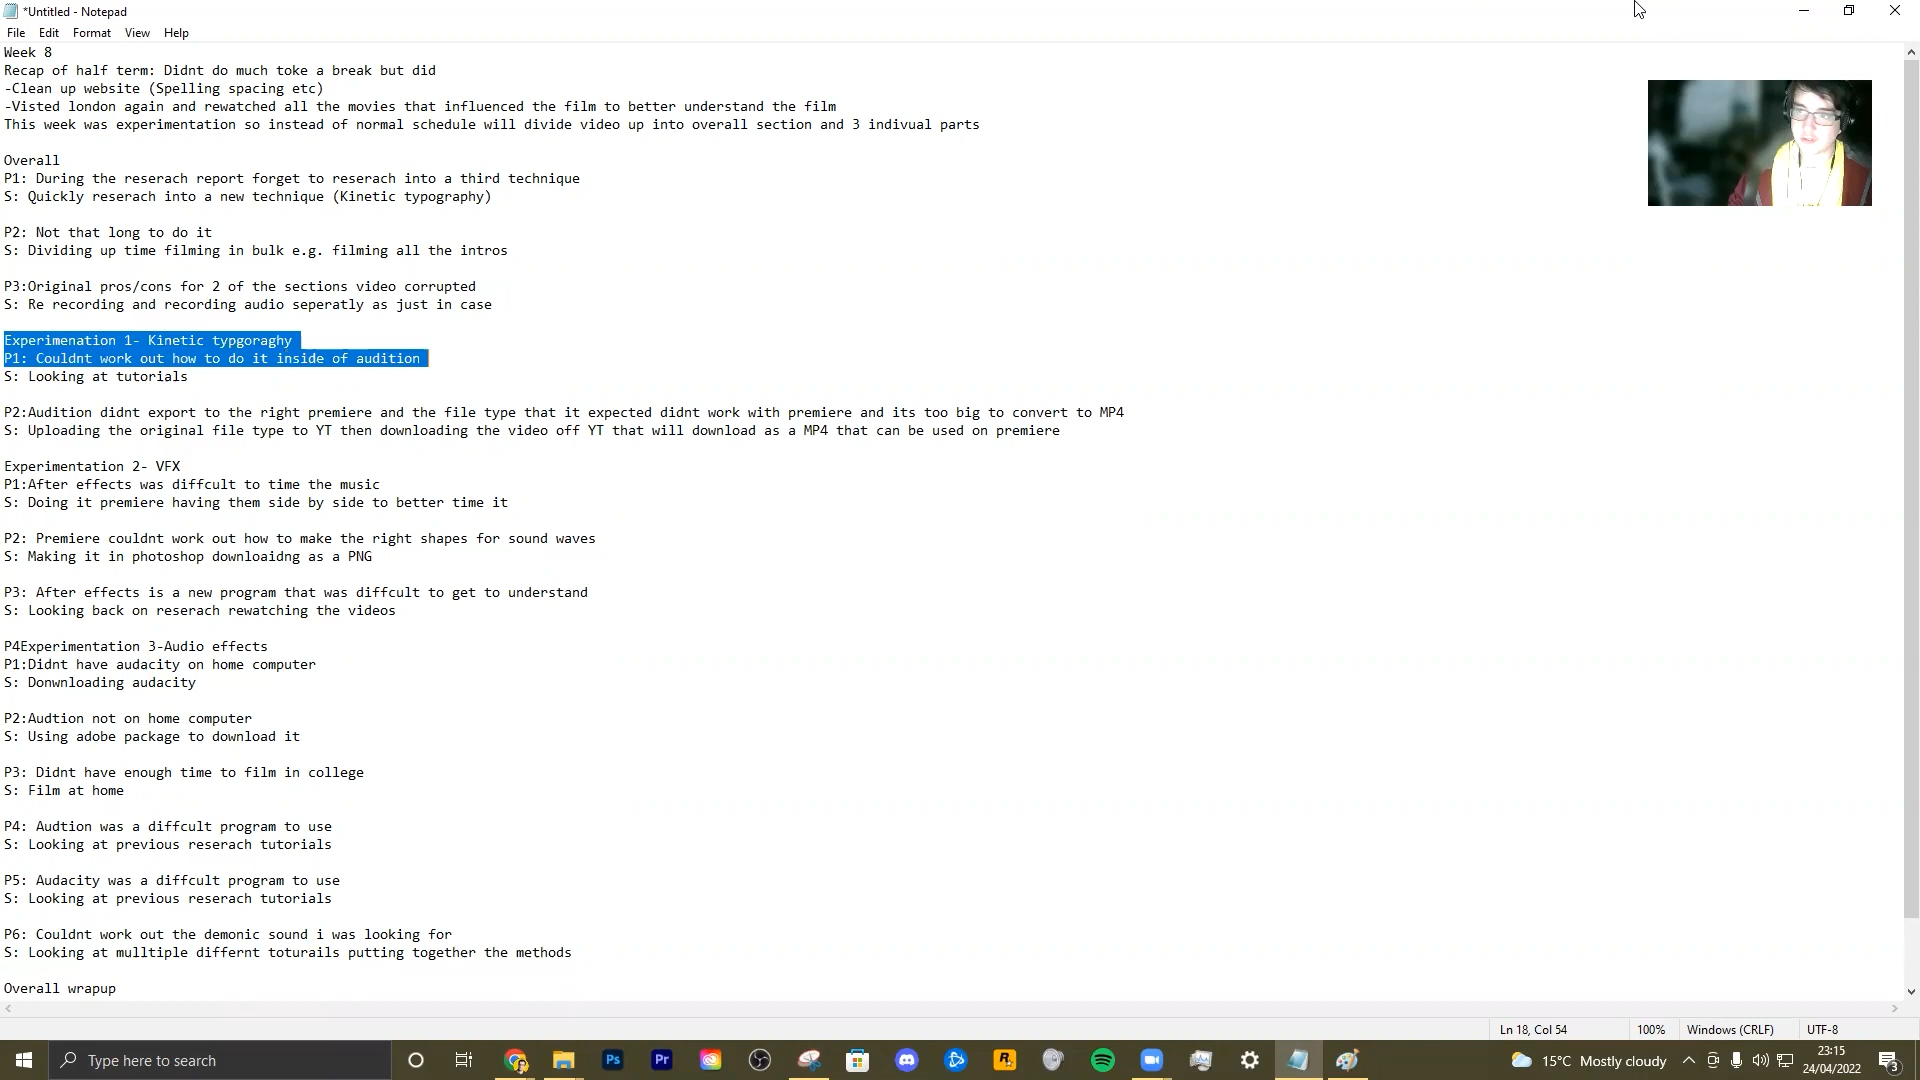 *Untitled - Notepad
File Edit Format View Help
Week 8
Recap of half term: Didnt do much toke a break but did
-Clean up website (Spelling spacing etc)
-Visted london again and rewatched all the movies that influenced the film to better understand the film
This week was experimentation so instead of normal schedule will divide video up into overall section and 3 indivual parts
Overall
P1: During the reserach report forget to reserach into a third technique
S: Quickly reserach into a new technique (Kinetic typography)
P2: Not that long to do it
S: Dividing up time filming in bulk e.g. filming all the intros
P3:Original pros/cons for 2 of the sections video corrupted
S: Re recording and recording audio seperatly as just in case
Experimenation 1- Kinetic typgoraghy
P1: Couldnt work out how to do it inside of audition
S: Looking at tutorials
P2:Audition didnt export to the right premiere and the file type that it expected didnt work with premiere and its too big to convert to MP4
S: Uploading the original file type to YT then downloading the video off YT that will download as a MP4 that can be used on premiere
Experimentation 2- VFX
P1:After effects was diffcult to time the music
S: Doing it premiere having them side by side to better time it
P2: Premiere couldnt work out how to make the right shapes for sound waves
S: Making it in photoshop downloaidng as a PNG
P3: After effects is a new program that was diffcult to get to understand
S: Looking back on reserach rewatching the videos
P4Experimentation 3-Audio effects
P1:Didnt have audacity on home computer
S: Donwnloading audacity
P2:Audtion not on home computer
S: Using adobe package to download it
P3: Didnt have enough time to film in college
S: Film at home
P4: Audtion was a diffcult program to use
S: Looking at previous reserach tutorials
P5: Audacity was a diffcult program to use
S: Looking at previous reserach tutorials
P6: Couldnt work out the demonic sound i was looking for
S: Looking at mulltiple differnt toturails putting together the methods
Overall wrapup
Ln 18, Col 54 100% Windows (CRLF) UTF-8
Type here to search Ps Pr R 15°C Mostly cloudy 23:15
24/04/2022 3